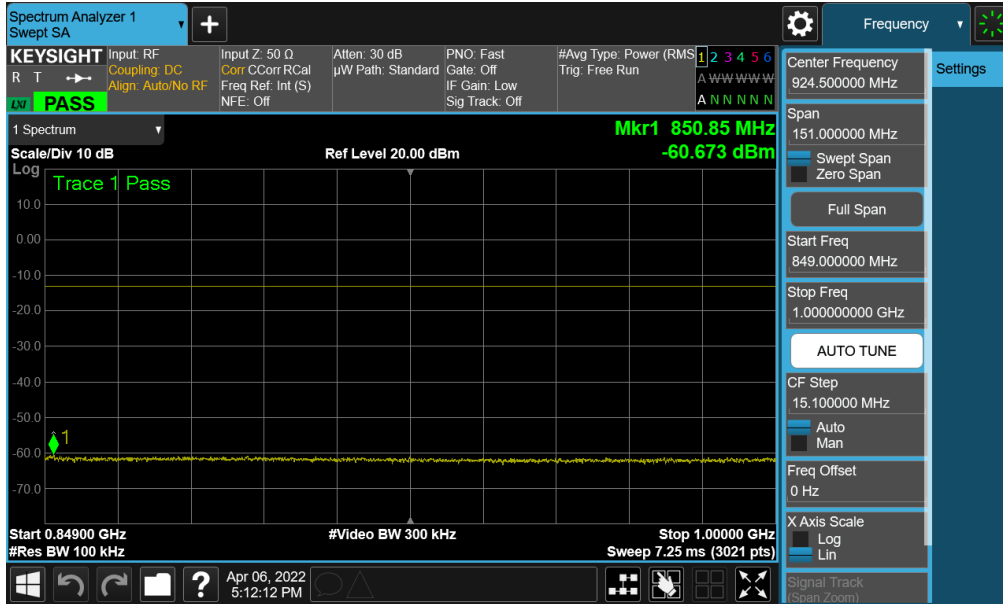 Spectrum Analyzer 1
Swept SA
Frequency
KEYSIGHT
R T
LXI PASS
Input: RF
Coupling: DC
Align: Auto/No RF
Input Z: 50 Ω
Corr CCorr RCal
Freq Ref: Int (S)
NFE: Off
Atten: 30 dB
µW Path: Standard
PNO: Fast
Gate: Off
IF Gain: Low
Sig Track: Off
#Avg Type: Power (RMS
Trig: Free Run
1 2 3 4 5 6
A W W W W W
A N N N N N
1 Spectrum
Scale/Div 10 dB
Ref Level 20.00 dBm
Mkr1 850.85 MHz
-60.673 dBm
Log
Trace 1 Pass
10.0
0.00
-10.0
-20.0
-30.0
-40.0
-50.0
-60.0
-70.0
1
Start 0.84900 GHz
#Video BW 300 kHz
Stop 1.00000 GHz
#Res BW 100 kHz
Sweep 7.25 ms (3021 pts)
?
Apr 06, 2022
5:12:12 PM
Center Frequency
924.500000 MHz
Settings
Span
151.000000 MHz
Swept Span
Zero Span
Full Span
Start Freq
849.000000 MHz
Stop Freq
1.000000000 GHz
AUTO TUNE
CF Step
15.100000 MHz
Auto
Man
Freq Offset
0 Hz
X Axis Scale
Log
Lin
Signal Track
(Span Zoom)